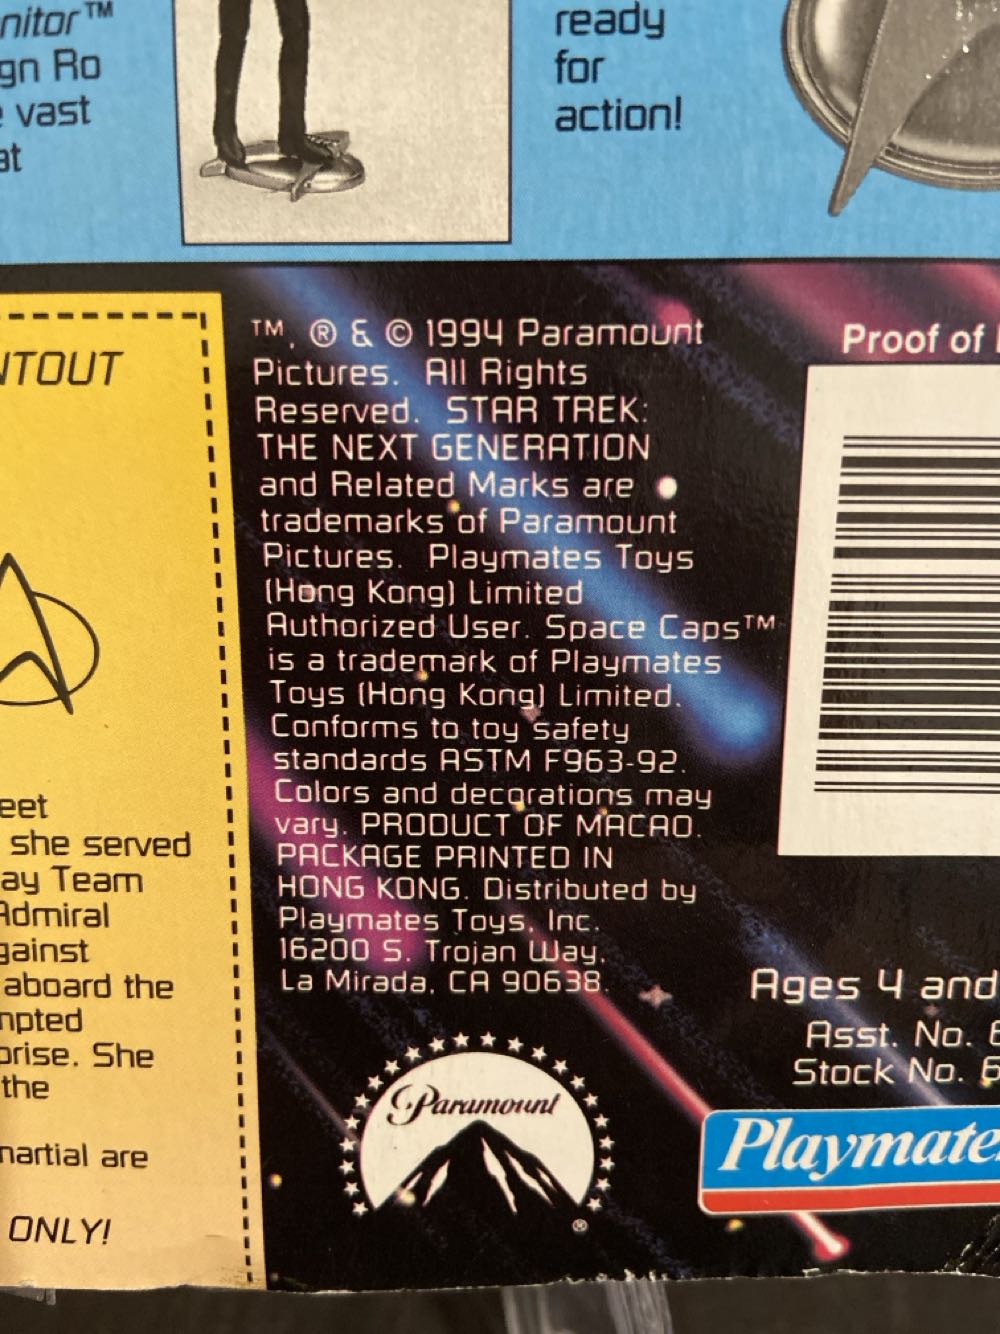 nitor™
gn Ro
vast
at
ready
for
action!
NTOUT
eet
she served
ay Team
Admiral
gainst
aboard the
mpted
prise. She
the
martial are
ONLY!
™, ® & © 1994 Paramount
Pictures. All Rights
Reserved. STAR TREK:
THE NEXT GENERATION
and Related Marks are
trademarks of Paramount
Pictures. Playmates Toys
(Hong Kong) Limited
Authorized User. Space Caps™
is a trademark of Playmates
Toys (Hong Kong) Limited.
Conforms to toy safety
standards ASTM F963-92.
Colors and decorations may
vary. PRODUCT OF MACAO.
PACKAGE PRINTED IN
HONG KONG. Distributed by
Playmates Toys, Inc.
16200 S. Trojan Way,
La Mirada, CA 90638.
Paramount
®
Proof of
Ages 4 and
Asst. No. 6
Stock No. 6
Playmates